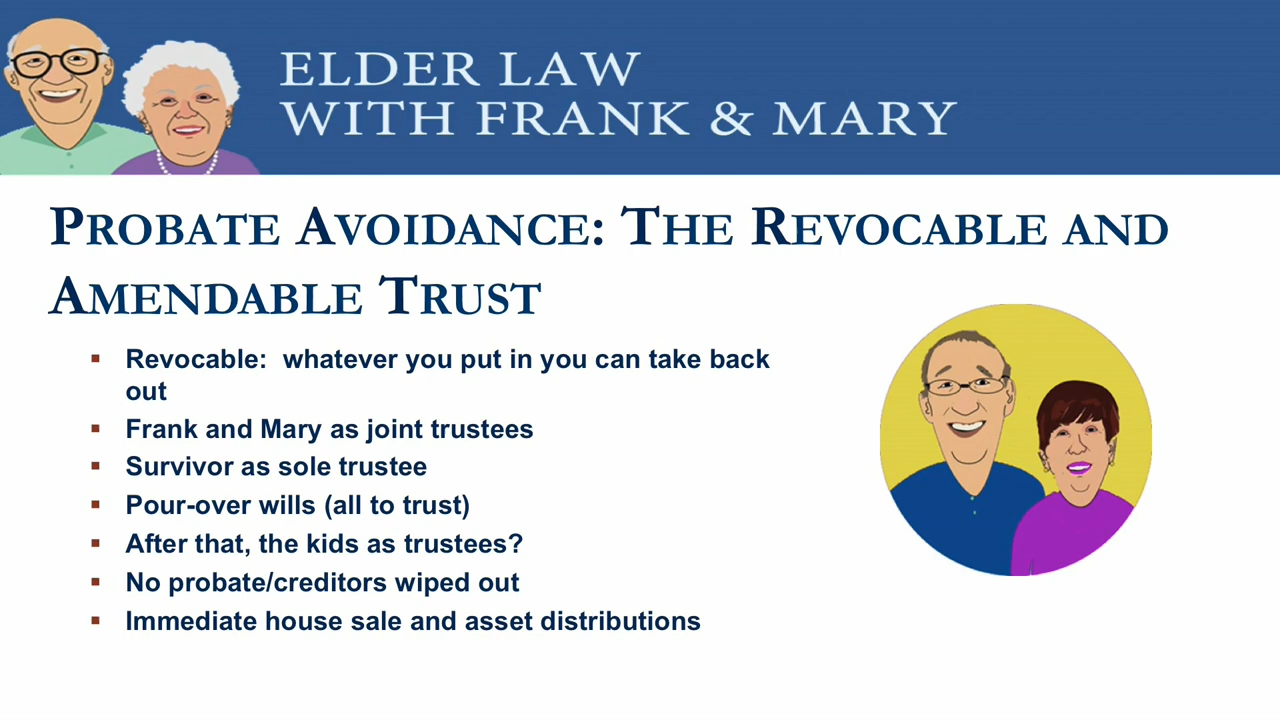 ELDER LAW
WITH FRANK & MARY
PROBATE AVOIDANCE: THE REVOCABLE AND
AMENDABLE TRUST
▪ Revocable:  whatever you put in you can take back
out
▪ Frank and Mary as joint trustees
▪ Survivor as sole trustee
▪ Pour-over wills (all to trust)
▪ After that, the kids as trustees?
▪ No probate/creditors wiped out
▪ Immediate house sale and asset distributions